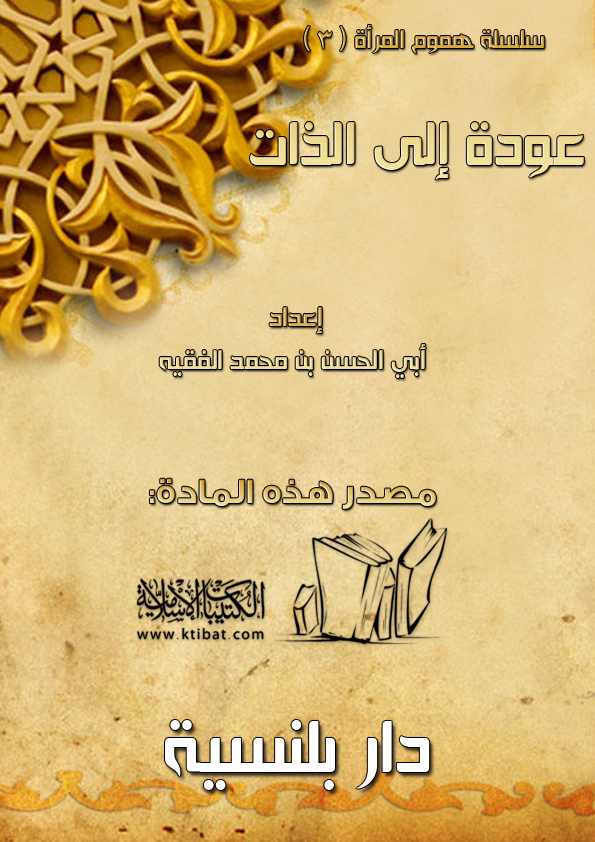 سلسلة هموم المرأة ( ٣ )
عودة إلى الذات
إعداد
أبي الحسن بن محمد الفقيه
مصدر هذه المادة:
الكتيبات الإسلامية
www.ktibat.com
دار بلنسية